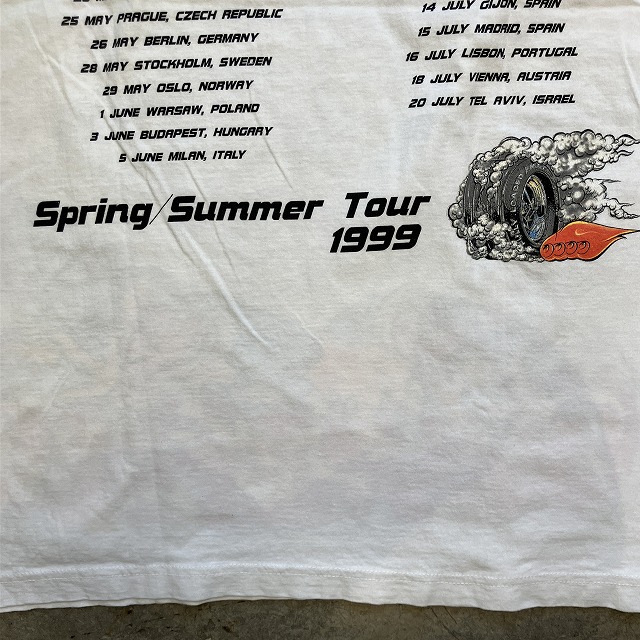 25 MAY PRAGUE, CZECH REPUBLIC
26 MAY BERLIN, GERMANY
28 MAY STOCKHOLM, SWEDEN
29 MAY OSLO, NORWAY
1 JUNE WARSAW, POLAND
3 JUNE BUDAPEST, HUNGARY
5 JUNE MILAN, ITALY
14 JULY GIJON, SPAIN
15 JULY MADRID, SPAIN
16 JULY LISBON, PORTUGAL
18 JULY VIENNA, AUSTRIA
20 JULY TEL AVIV, ISRAEL
Spring/Summer Tour
1999